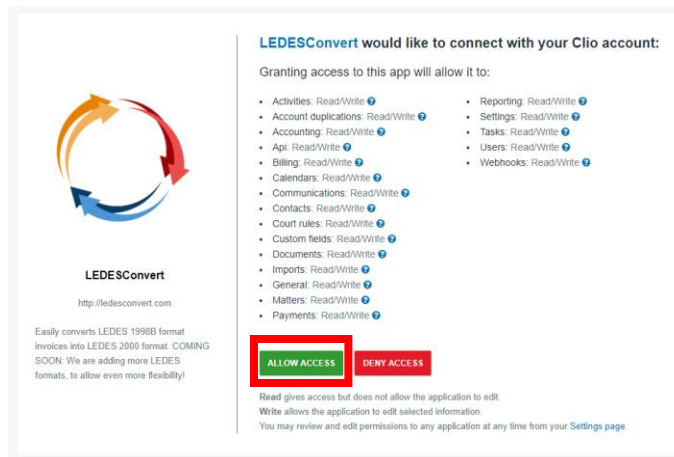 LEDESConvert would like to connect with your Clio account:
Granting access to this app will allow it to:
Activities: Read/Write
Account duplications: Read/Write
Accounting: Read/Write
Api: Read/Write
Billing: Read/Write
Calendars: Read/Write
Communications: Read/Write
Contacts: Read/Write
Court rules: Read/Write
Custom fields: Read/Write
Documents: Read/Write
Imports: Read/Write
General: Read/Write
Matters: Read/Write
Payments: Read/Write
Reporting: Read/Write
Settings: Read/Write
Tasks: Read/Write
Users: Read/Write
Webhooks: Read/Write
LEDESConvert
http://ledesconvert.com
Easily converts LEDES 1998B format
invoices into LEDES 2000 format. COMING
SOON: We are adding more LEDES
formats, to allow even more flexibility!
ALLOW ACCESS
DENY ACCESS
Read gives access but does not allow the application to edit.
Write allows the application to edit selected information.
You may review and edit permissions to any application at any time from your Settings page.